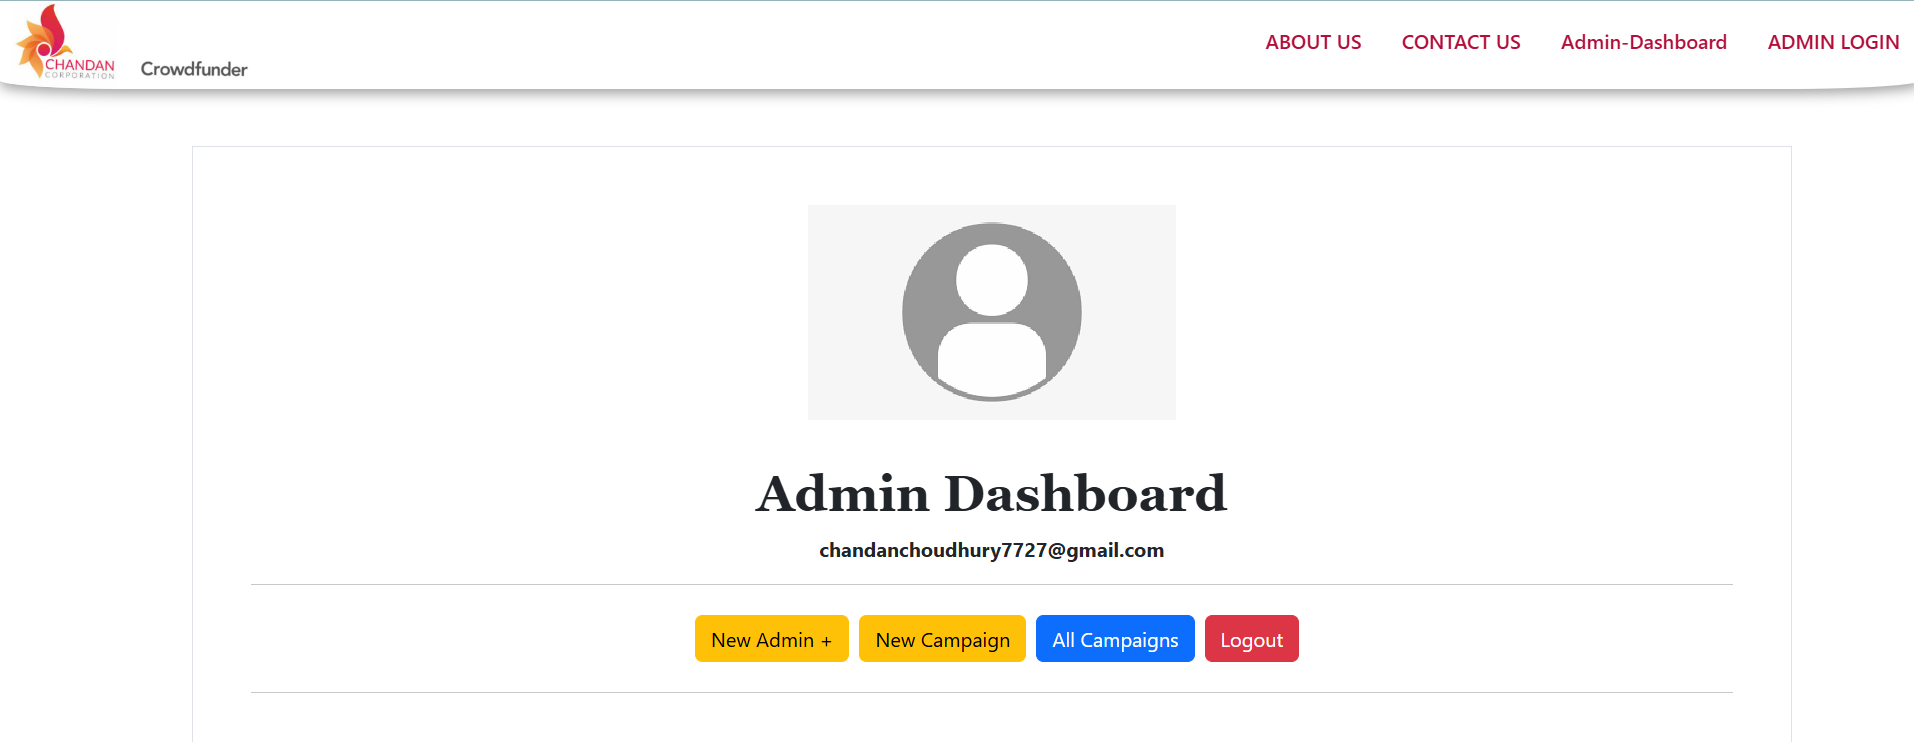 CHANDAN
CORPORATION
Crowdfunder
ABOUT US CONTACT US Admin-Dashboard ADMIN LOGIN
Admin Dashboard
chandanchoudhury7727@gmail.com
New Admin + New Campaign All Campaigns Logout